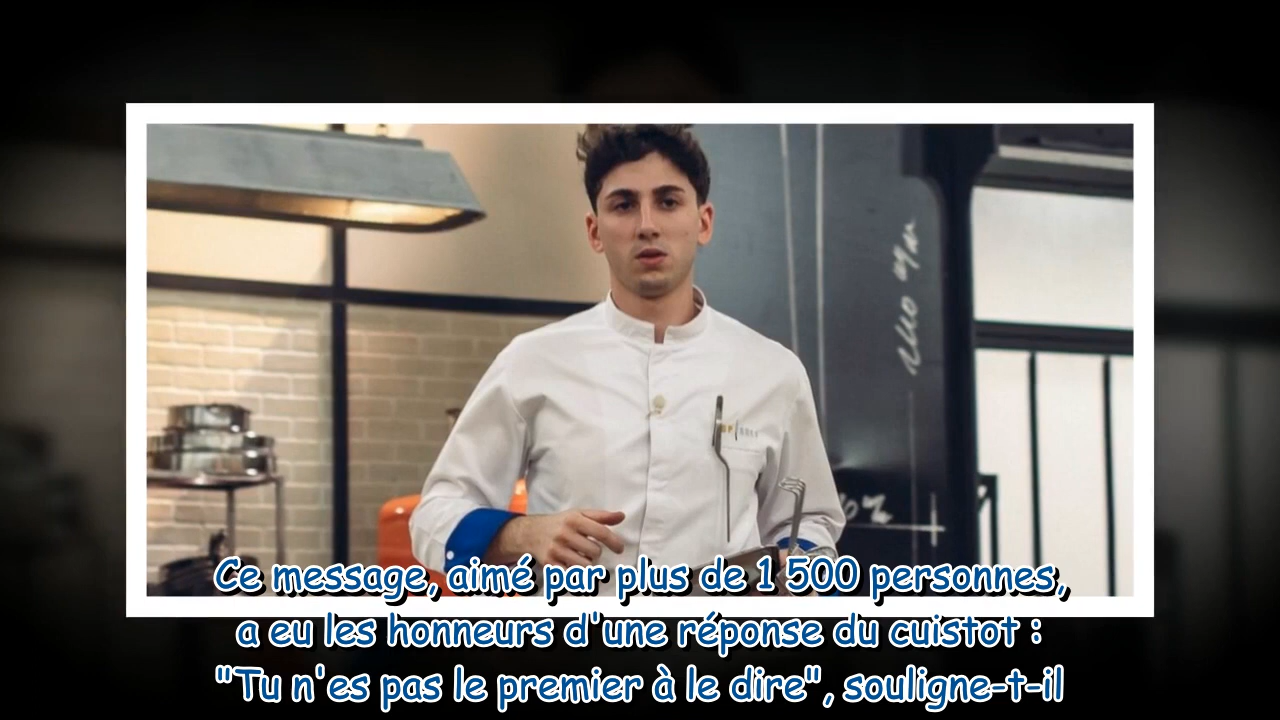 Ce message, aimé par plus de 1 500 personnes,
a eu les honneurs d'une réponse du cuistot :
"Tu n'es pas le premier à le dire", souligne-t-il